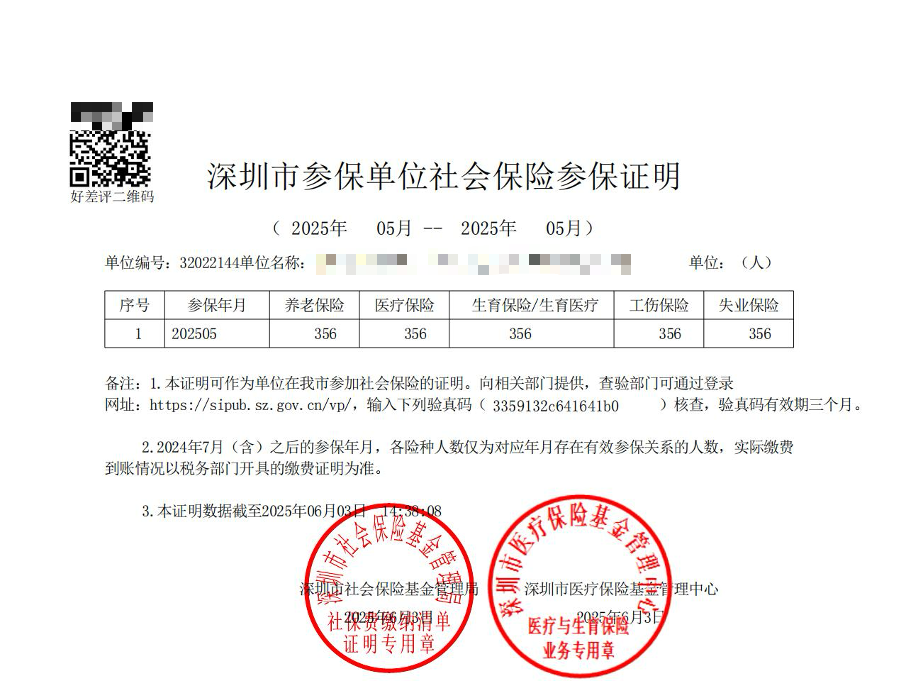 好差评二维码
深圳市参保单位社会保险参保证明
（ 2025年 05月 -- 2025年 05月）
单位编号：32022144单位名称： 单位：（人）
序号 参保年月 养老保险 医疗保险 生育保险/生育医疗 工伤保险 失业保险
1 202505 356 356 356 356 356
备注：1.本证明可作为单位在我市参加社会保险的证明。向相关部门提供，查验部门可通过登录
网址：https://sipub.sz.gov.cn/vp/，输入下列验真码（ 3359132c641641b0 ）核查，验真码有效期三个月。
2.2024年7月（含）之后的参保年月，各险种人数仅为对应年月存在有效参保关系的人数，实际缴费
到账情况以税务部门开具的缴费证明为准。
3.本证明数据截至2025年06月03日 14:38:08
深圳市社会保险基金管理局 深圳市医疗保险基金管理中心
2025年6月3日 2025年6月3日
深圳市社会保险基金管理局
社保费缴纳清单
证明专用章
深圳市医疗保险基金管理中心
医疗与生育保险
业务专用章